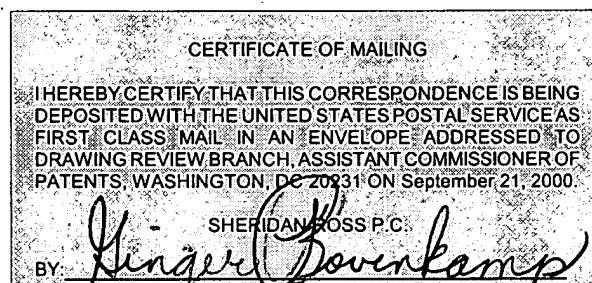 CERTIFICATE OF MAILING
I HEREBY CERTIFY THAT THIS CORRESPONDENCE IS BEING
DEPOSITED WITH THE UNITED STATES POSTAL SERVICE AS
FIRST CLASS MAIL IN AN ENVELOPE ADDRESSED TO
DRAWING REVIEW BRANCH, ASSISTANT COMMISSIONER OF
PATENTS, WASHINGTON, DC 20231 ON September 21, 2000.
SHERIDAN ROSS P.C.
BY: Ginger Bovenkamp